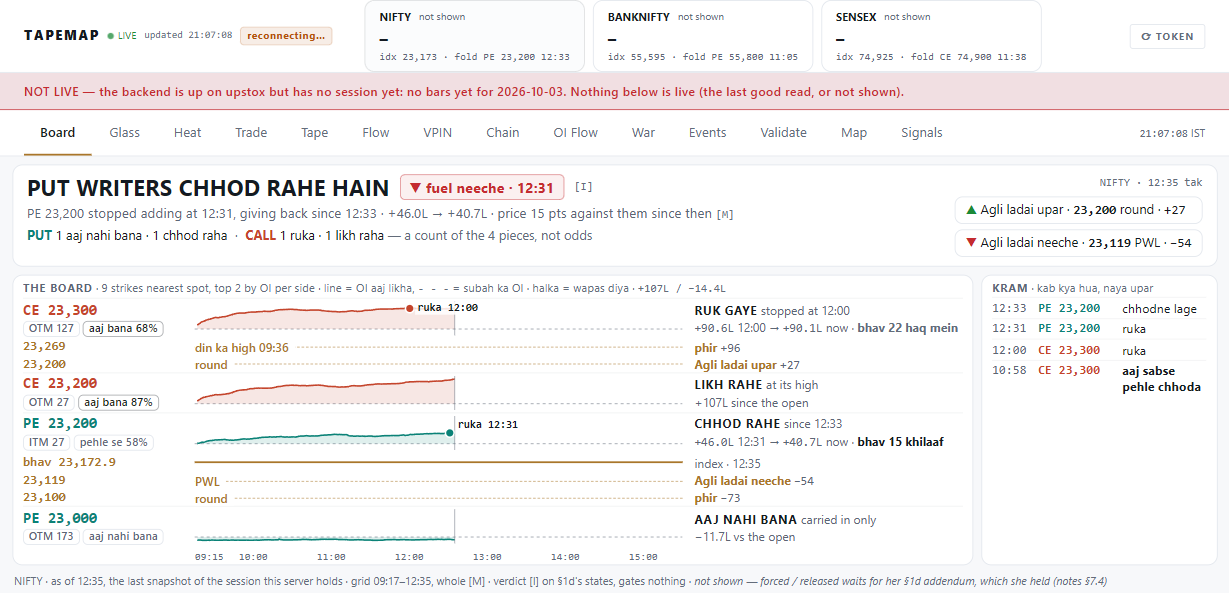 TAPEMAP ● LIVE updated 21:07:08 reconnecting…
NIFTY not shown
–
idx 23,173 · fold PE 23,200 12:33
BANKNIFTY not shown
–
idx 55,595 · fold PE 55,800 11:05
SENSEX not shown
–
idx 74,925 · fold CE 74,900 11:38
⟳ TOKEN
NOT LIVE — the backend is up on upstox but has no session yet: no bars yet for 2026-10-03. Nothing below is live (the last good read, or not shown).
Board Glass Heat Trade Tape Flow VPIN Chain OI Flow War Events Validate Map Signals 21:07:08 IST
PUT WRITERS CHHOD RAHE HAIN ▼ fuel neeche · 12:31 [I]
PE 23,200 stopped adding at 12:31, giving back since 12:33 · +46.0L → +40.7L · price 15 pts against them since then [M]
PUT 1 aaj nahi bana · 1 chhod raha · CALL 1 ruka · 1 likh raha — a count of the 4 pieces, not odds
NIFTY · 12:35 tak
▲ Agli ladai upar · 23,200 round · +27
▼ Agli ladai neeche · 23,119 PWL · −54
THE BOARD · 9 strikes nearest spot, top 2 by OI per side · line = OI aaj likha, - - - = subah ka OI · halka = wapas diya · +107L / −14.4L
CE 23,300
OTM 127 aaj bana 68%
ruka 12:00
RUK GAYE stopped at 12:00
+90.6L 12:00 → +90.1L now · bhav 22 haq mein
23,269 din ka high 09:36 phir +96
23,200 round Agli ladai upar +27
CE 23,200
OTM 27 aaj bana 87%
LIKH RAHE at its high
+107L since the open
PE 23,200
ITM 27 pehle se 58%
ruka 12:31
CHHOD RAHE since 12:33
+46.0L 12:31 → +40.7L now · bhav 15 khilaaf
bhav 23,172.9 index · 12:35
23,119 PWL Agli ladai neeche −54
23,100 round phir −73
PE 23,000
OTM 173 aaj nahi bana
AAJ NAHI BANA carried in only
−11.7L vs the open
09:15 10:00 11:00 12:00 13:00 14:00 15:00
KRAM · kab kya hua, naya upar
12:33 PE 23,200 chhodne lage
12:31 PE 23,200 ruka
12:00 CE 23,300 ruka
10:58 CE 23,300 aaj sabse
pehle chhoda
NIFTY · as of 12:35, the last snapshot of the session this server holds · grid 09:17–12:35, whole [M] · verdict [I] on §1d's states, gates nothing · not shown — forced / released waits for her §1d addendum, which she held (notes §7.4)